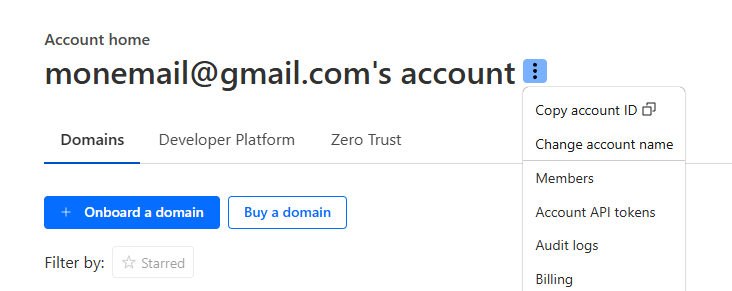 Account home
monemail@gmail.com's account
Copy account ID
Change account name
Members
Account API tokens
Audit logs
Billing
Domains Developer Platform Zero Trust
+ Onboard a domain Buy a domain
Filter by: Starred